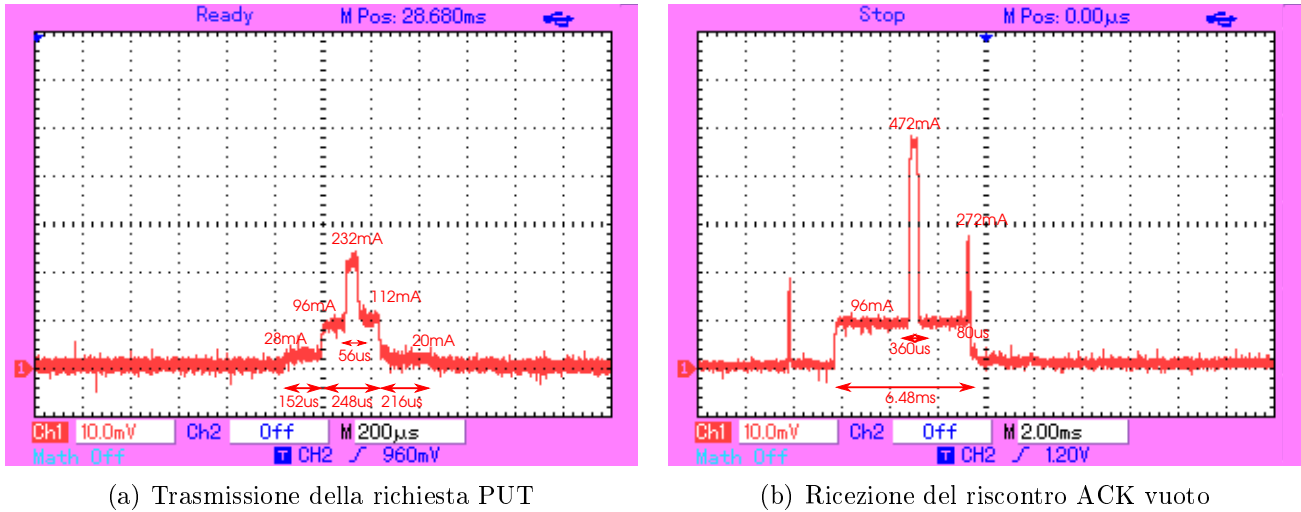 Ready M Pos: 28.680ms
232mA
96mA
112mA
28mA
20mA
56us
1
152us 248us 216us
Ch1 10.0mV Ch2 Off M 200µs
Math Off T CH2 960mV
(a) Trasmissione della richiesta PUT
Stop M Pos: 0.00µs
472mA
272mA
96mA
80us
360us
1
6.48ms
Ch1 10.0mV Ch2 Off M 2.00ms
Math Off T CH2 1.20V
(b) Ricezione del riscontro ACK vuoto